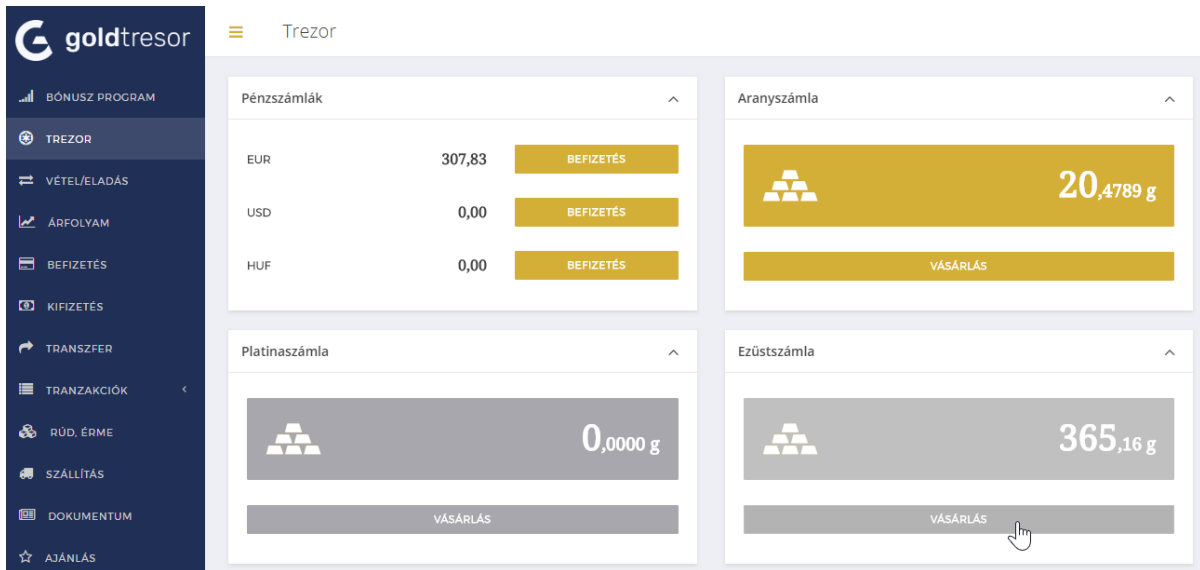 goldtresor
BÓNUSZ PROGRAM
TREZOR
VÉTEL/ELADÁS
ÁRFOLYAM
BEFIZETÉS
KIFIZETÉS
TRANSZFER
TRANZAKCIÓK
RÚD, ÉRME
SZÁLLÍTÁS
DOKUMENTUM
AJÁNLÁS
Trezor
Pénzszámlák
EUR 307,83 BEFIZETÉS
USD 0,00 BEFIZETÉS
HUF 0,00 BEFIZETÉS
Aranyszámla
20,4789 g
VÁSÁRLÁS
Platinaszámla
0,0000 g
VÁSÁRLÁS
Ezüstszámla
365,16 g
VÁSÁRLÁS